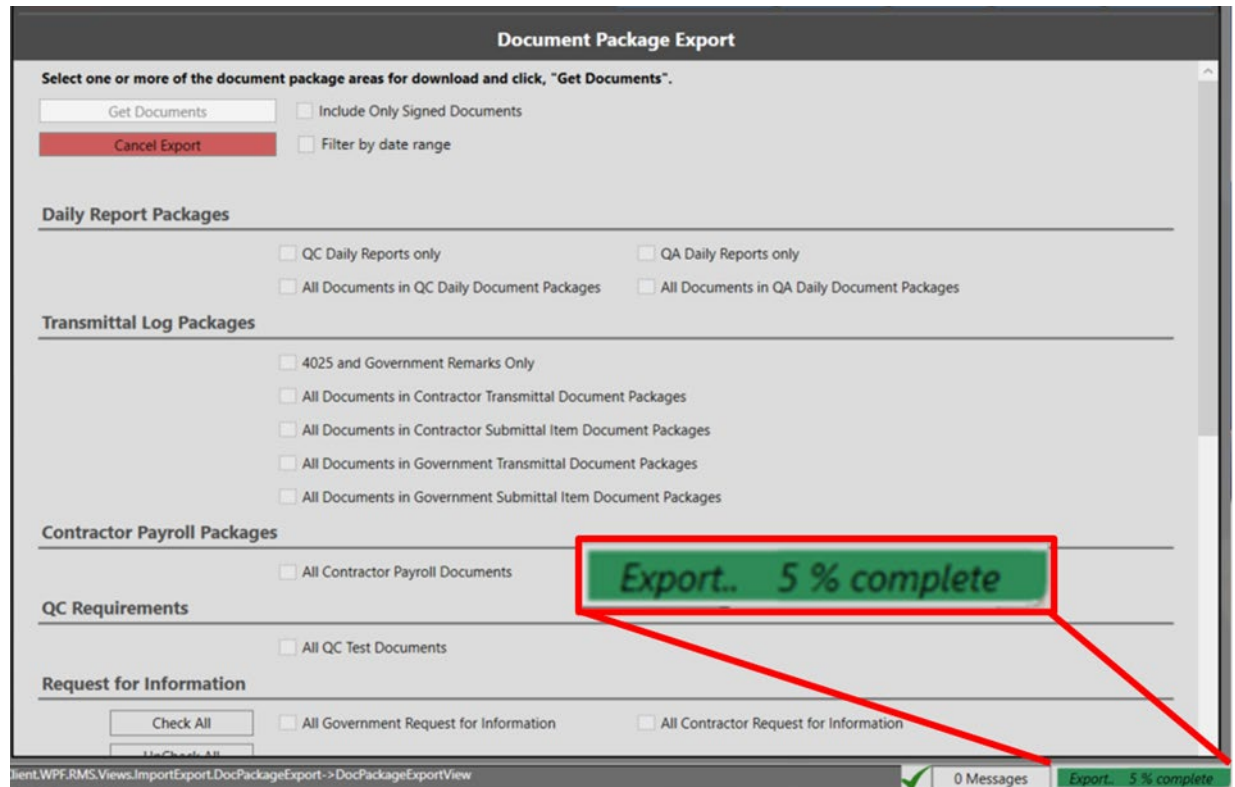 Document Package Export
Select one or more of the document package areas for download and click, "Get Documents".
Get Documents
Include Only Signed Documents
Cancel Export
Filter by date range
Daily Report Packages
QC Daily Reports only
QA Daily Reports only
All Documents in QC Daily Document Packages
All Documents in QA Daily Document Packages
Transmittal Log Packages
4025 and Government Remarks Only
All Documents in Contractor Transmittal Document Packages
All Documents in Contractor Submittal Item Document Packages
All Documents in Government Transmittal Document Packages
All Documents in Government Submittal Item Document Packages
Contractor Payroll Packages
All Contractor Payroll Documents
Export.. 5 % complete
QC Requirements
All QC Test Documents
Request for Information
Check All
All Government Request for Information
All Contractor Request for Information
UnCheck All
lient.WPF.RMS.Views.ImportExport.DocPackageExport->DocPackageExportView
0 Messages
Export.. 5 % complete